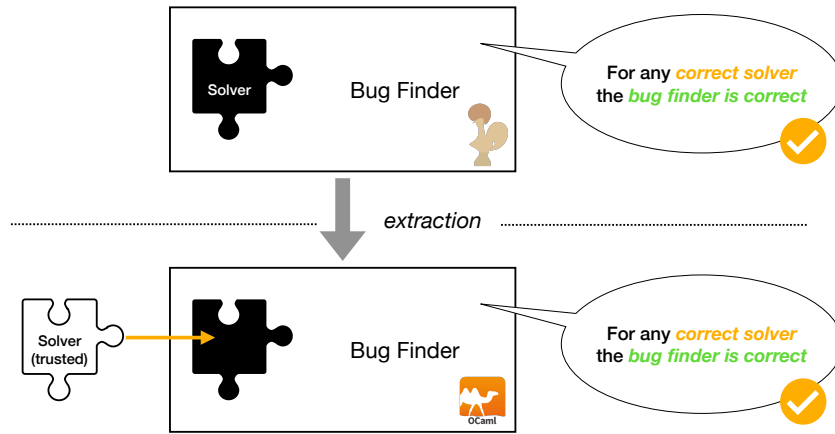 Solver
Bug Finder
For any correct solver
the bug finder is correct
extraction
Solver
(trusted)
Bug Finder
OCaml
For any correct solver
the bug finder is correct